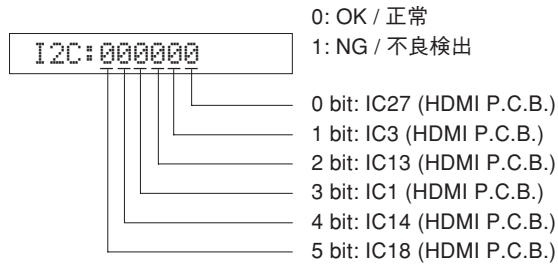 0: OK / 正常
1: NG / 不良検出
I2C:000000
0 bit: IC27 (HDMI P.C.B.)
1 bit: IC3 (HDMI P.C.B.)
2 bit: IC13 (HDMI P.C.B.)
3 bit: IC1 (HDMI P.C.B.)
4 bit: IC14 (HDMI P.C.B.)
5 bit: IC18 (HDMI P.C.B.)